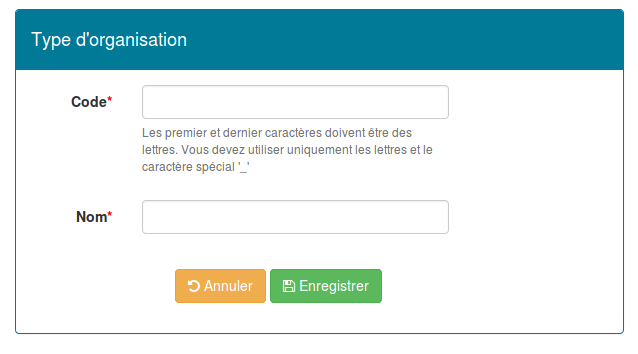 Type d'organisation
Code*
Les premier et dernier caractères doivent être des
lettres. Vous devez utiliser uniquement les lettres et le
caractère spécial '_'
Nom*
Annuler Enregistrer